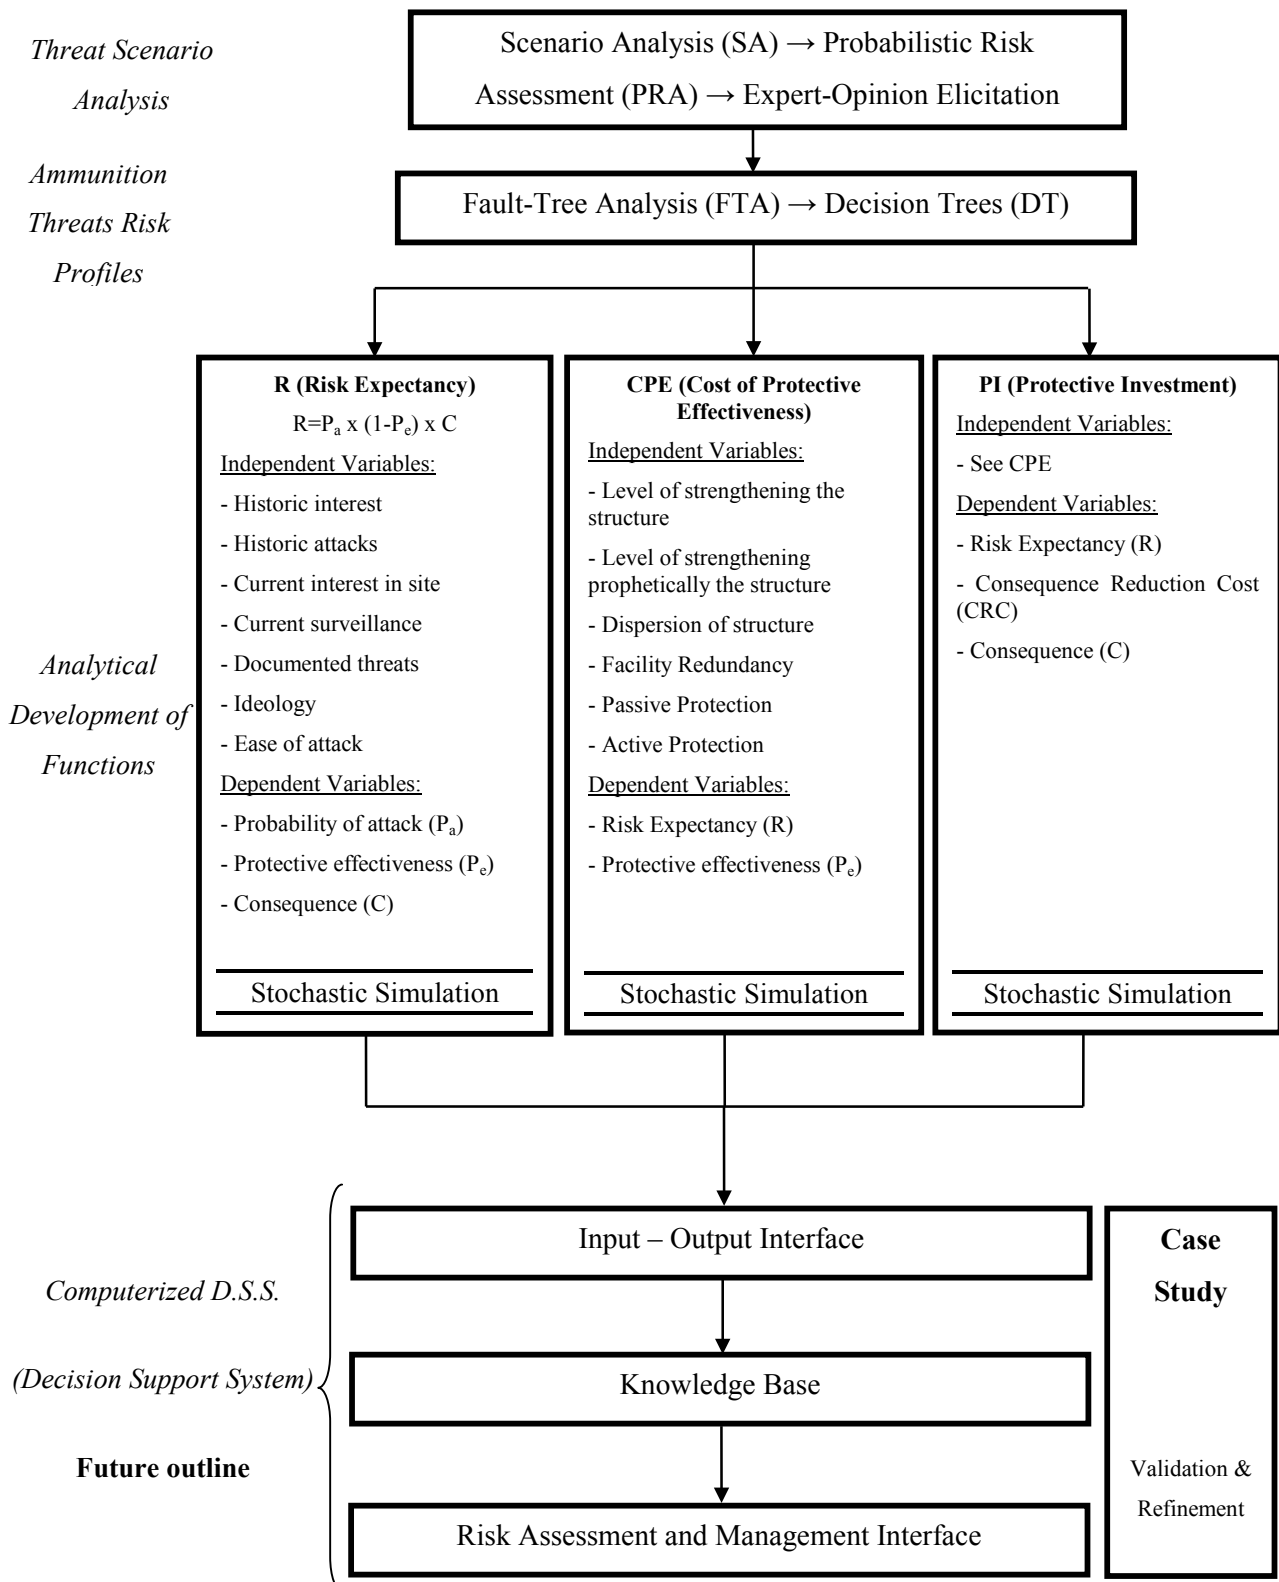 Threat Scenario
Analysis
Scenario Analysis (SA) → Probabilistic Risk
Assessment (PRA) → Expert-Opinion Elicitation
Ammunition
Threats Risk
Profiles
Fault-Tree Analysis (FTA) → Decision Trees (DT)
Analytical
Development of
Functions
R (Risk Expectancy)
R=Pa x (1-Pe) x C
Independent Variables:
- Historic interest
- Historic attacks
- Current interest in site
- Current surveillance
- Documented threats
- Ideology
- Ease of attack
Dependent Variables:
- Probability of attack (Pa)
- Protective effectiveness (Pe)
- Consequence (C)
Stochastic Simulation
CPE (Cost of Protective
Effectiveness)
Independent Variables:
- Level of strengthening the
structure
- Level of strengthening
prophetically the structure
- Dispersion of structure
- Facility Redundancy
- Passive Protection
- Active Protection
Dependent Variables:
- Risk Expectancy (R)
- Protective effectiveness (Pe)
Stochastic Simulation
PI (Protective Investment)
Independent Variables:
- See CPE
Dependent Variables:
- Risk Expectancy (R)
- Consequence Reduction Cost
(CRC)
- Consequence (C)
Stochastic Simulation
Computerized D.S.S.
(Decision Support System)
Future outline
Input – Output Interface
Knowledge Base
Risk Assessment and Management Interface
Case
Study
Validation &
Refinement